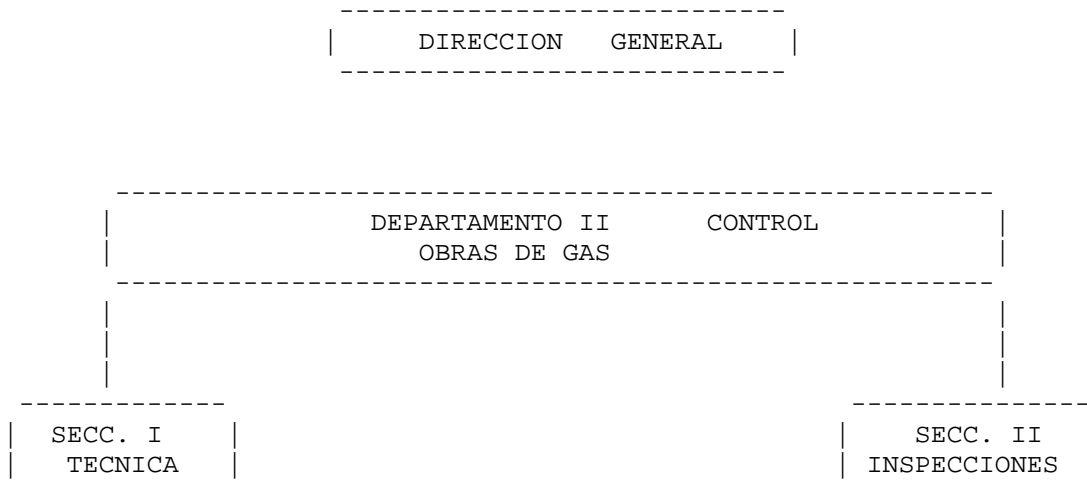 DIRECCION GENERAL
DEPARTAMENTO II CONTROL
OBRAS DE GAS
SECC. I
TECNICA
SECC. II
INSPECCIONES